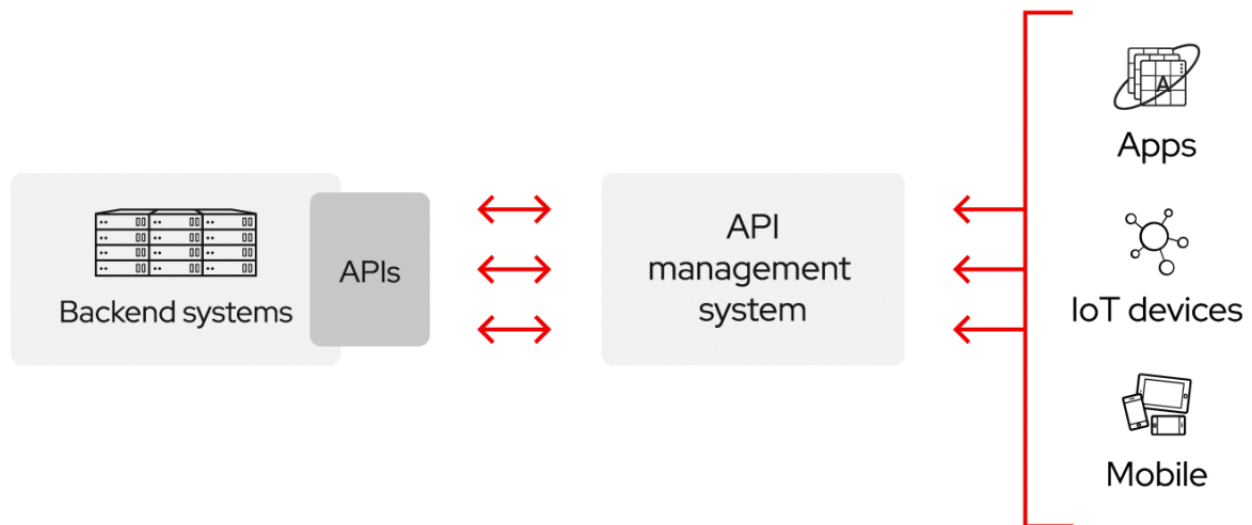 Backend systems
APIs
API
management
system
A
Apps
IoT devices
Mobile